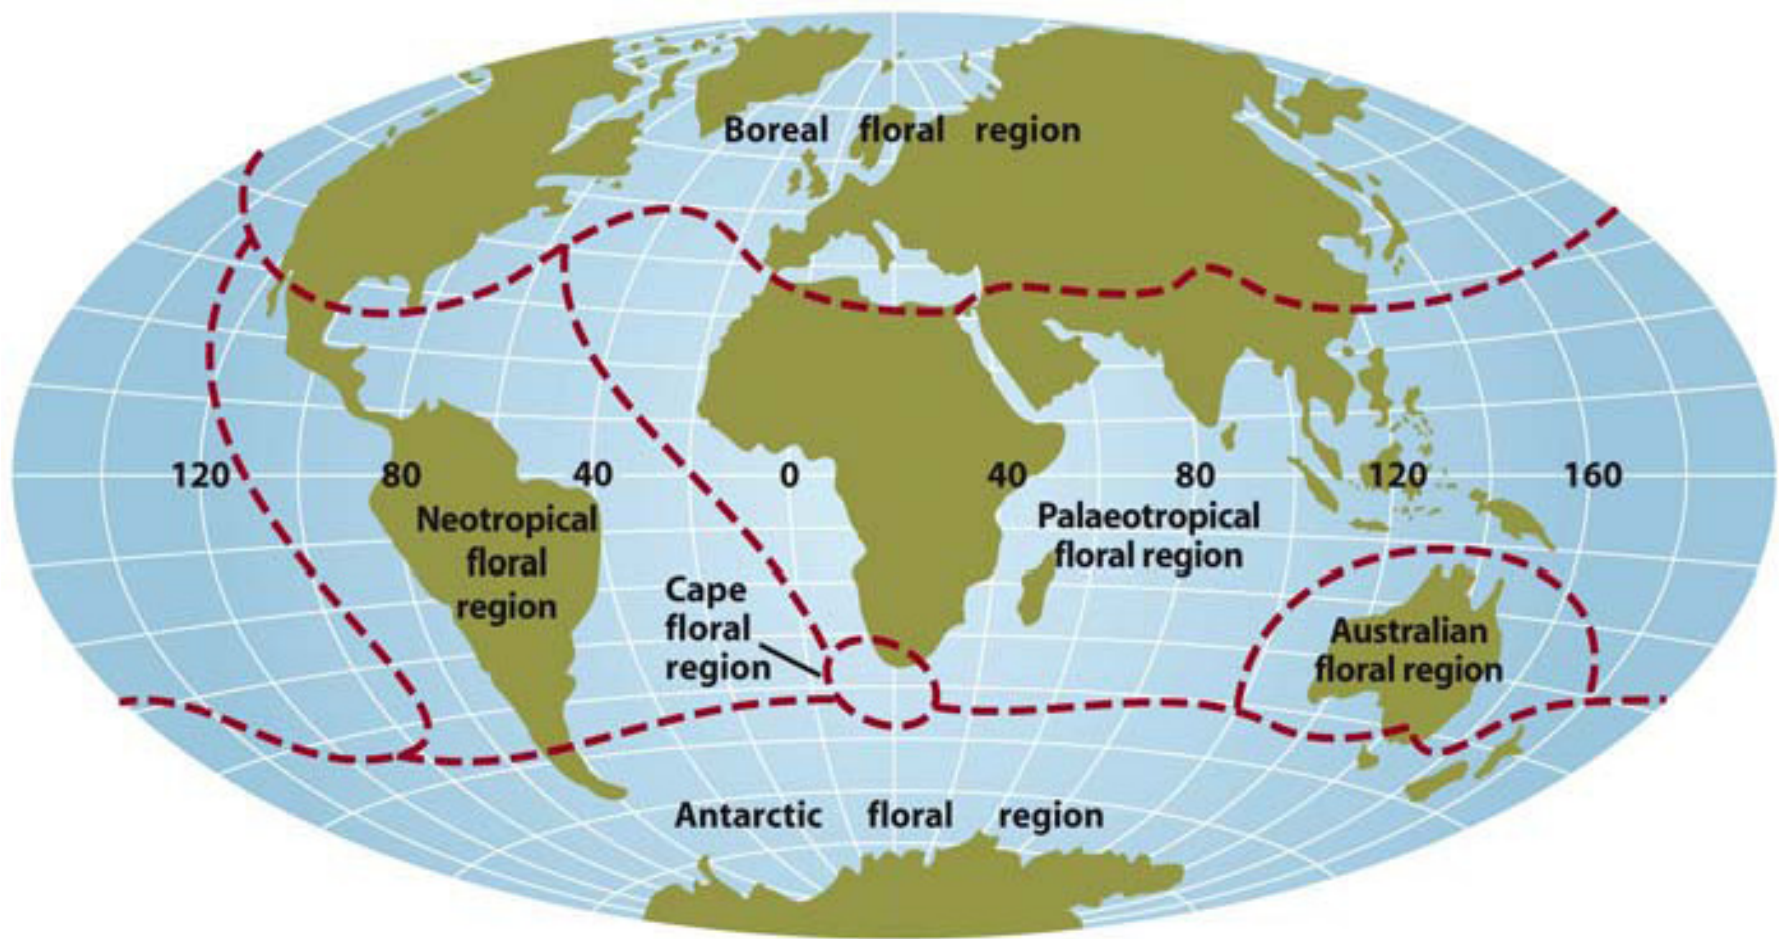 Boreal floral region
120 80 40 0 40 80 120 160
Neotropical
floral
region
Palaeotropical
floral region
Cape
floral
region
Australian
floral region
Antarctic floral region